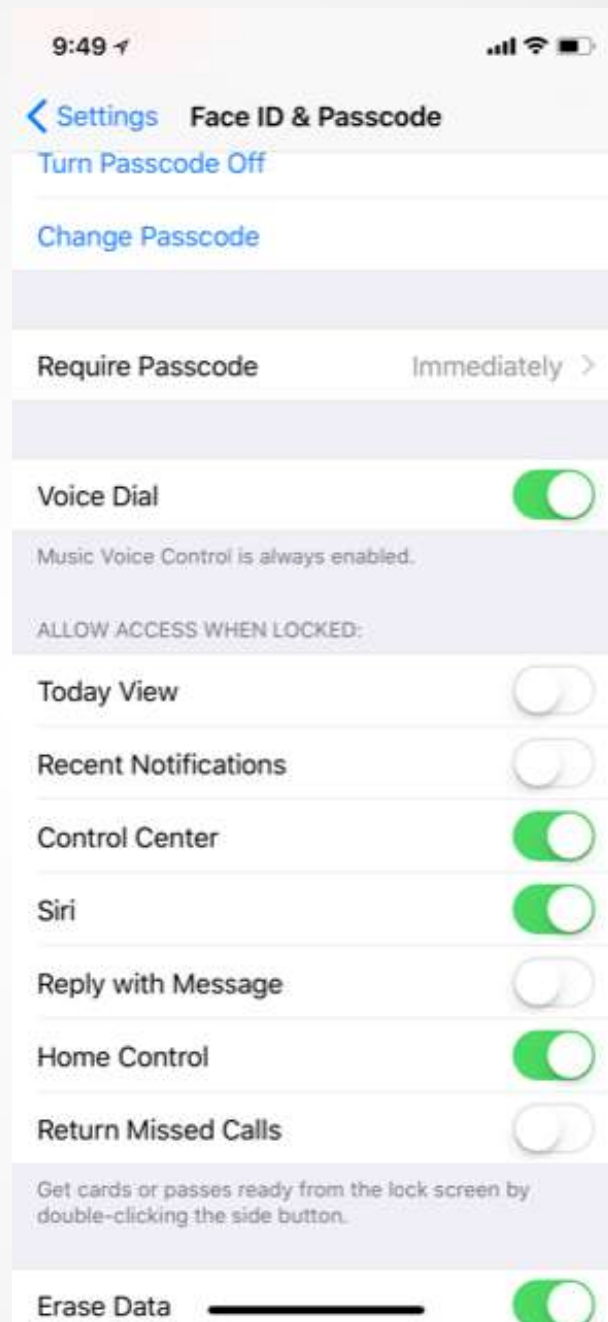 9:49
Settings Face ID & Passcode
Turn Passcode Off
Change Passcode
Require Passcode Immediately
Voice Dial
Music Voice Control is always enabled.
ALLOW ACCESS WHEN LOCKED:
Today View
Recent Notifications
Control Center
Siri
Reply with Message
Home Control
Return Missed Calls
Get cards or passes ready from the lock screen by
double-clicking the side button.
Erase Data